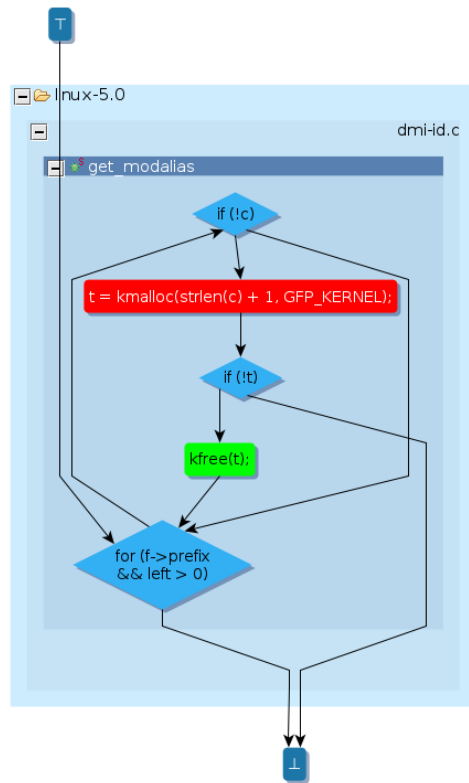 ⊤
linux-5.0
dmi-id.c
get_modalias
if (!c)
t = kmalloc(strlen(c) + 1, GFP_KERNEL);
if (!t)
kfree(t);
for (f->prefix
&& left > 0)
⊥